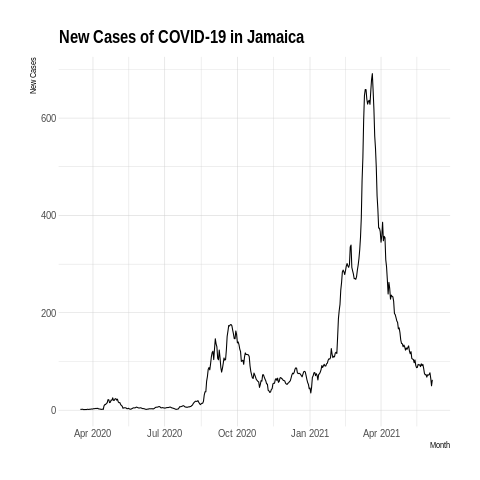 New Cases of COVID-19 in Jamaica
New Cases
600
400
200
0
Apr 2020 Jul 2020 Oct 2020 Jan 2021 Apr 2021
Month